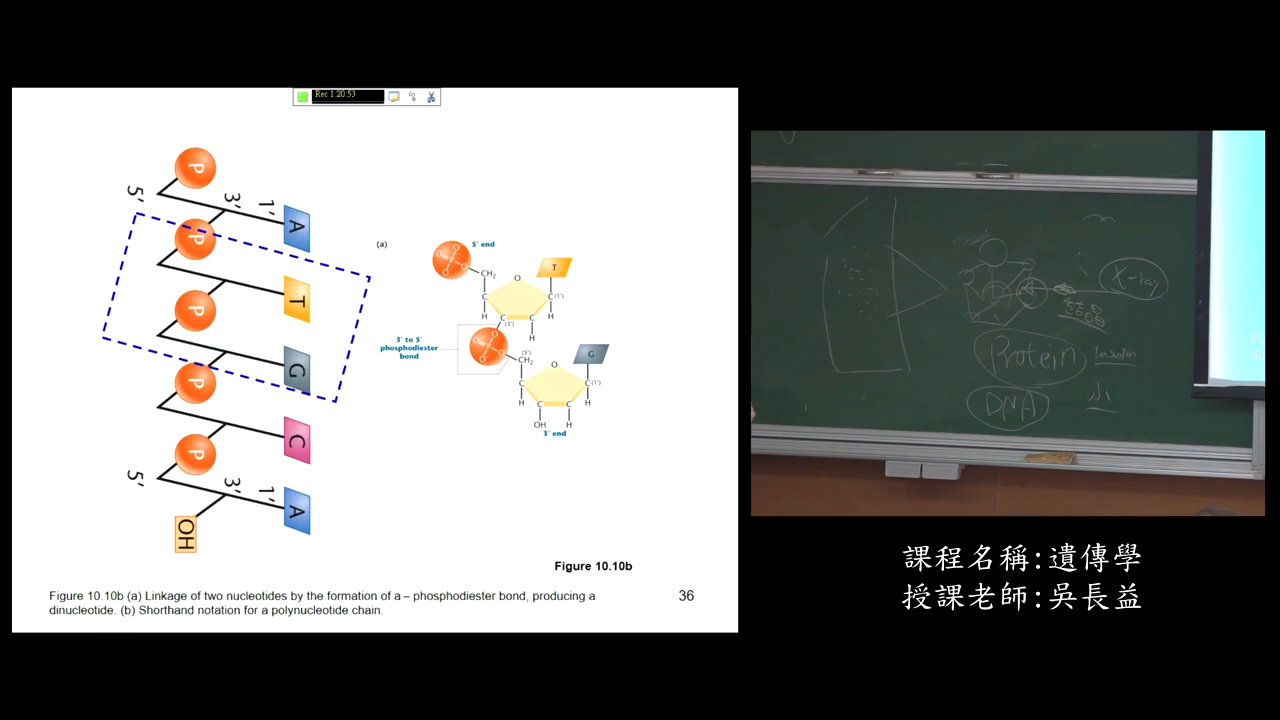 Rec 1:20:53
P
5'
3'
1'
A
P
T
P
G
P
C
P
5'
3'
1'
A
OH
(a)
5' end
O
CH₂
O
T
C
C
(1')
H
H
C
C
(3')
H
3' to 5'
phosphodiester
bond
O
(5')
CH₂
O
G
C
C
(1')
H
C
C
H
OH
H
3' end
Figure 10.10b
Figure 10.10b (a) Linkage of two nucleotides by the formation of a – phosphodiester bond, producing a
dinucleotide. (b) Shorthand notation for a polynucleotide chain.
36
X-ray
Protein
DNA
小
課程名稱:遺傳學
授課老師:吳長益